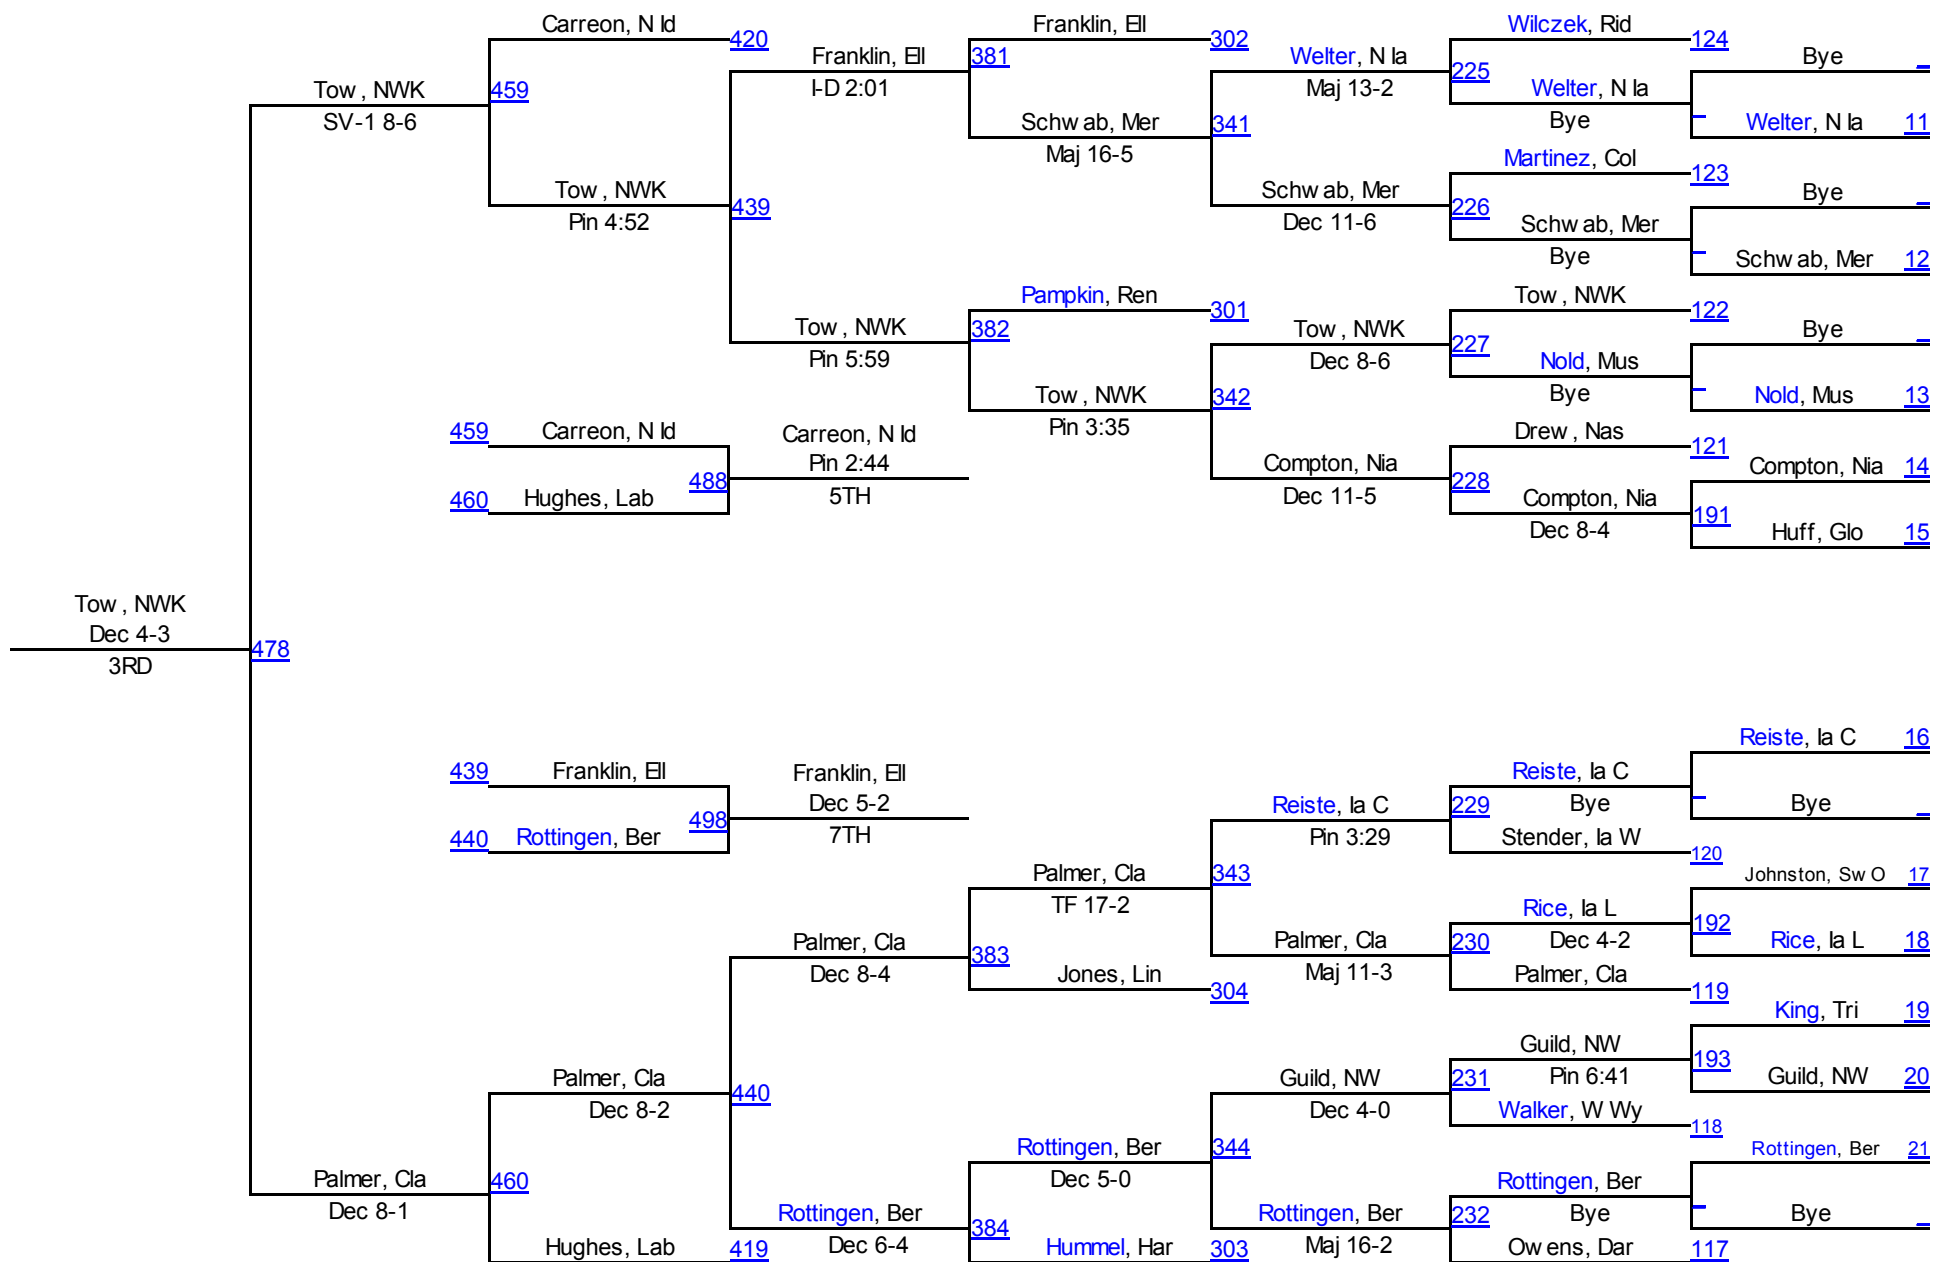 Carreon, N Id
420
Franklin, Ell
302
Wilczek, Rid
124
Franklin, Ell
381
Welter, N Ia
Bye
I-D 2:01
Maj 13-2
225
Welter, N Ia
Tow , NWK
459
SV-1 8-6
Schw ab, Mer
341
Bye
Welter, N Ia 11
Maj 16-5
Martinez, Col
123
Tow , NWK
439
Schw ab, Mer
226
Bye
Pin 4:52
Dec 11-6
Schw ab, Mer
Bye
Schw ab, Mer 12
Pampkin, Ren
301
Tow , NWK
122
Tow , NWK
382
Tow , NWK
227
Bye
Pin 5:59
Dec 8-6
Nold, Mus
Tow , NWK
342
Bye
Nold, Mus 13
Pin 3:35
459
Carreon, N Id
Carreon, N Id
Drew , Nas
121
Pin 2:44
Compton, Nia
228
Compton, Nia 14
488
460
Hughes, Lab
5TH
Dec 11-5
Compton, Nia
191
Dec 8-4
Huff, Glo 15
Tow , NWK
Dec 4-3
478
3RD
Reiste, Ia C 16
439
Franklin, Ell
Franklin, Ell
Reiste, Ia C
Dec 5-2
Reiste, Ia C
229
Bye
Bye
498
440
Rottingen, Ber
7TH
Pin 3:29
Stender, Ia W
120
Palmer, Cla
343
Johnston, Sw O 17
TF 17-2
Rice, Ia L
192
Palmer, Cla
383
Palmer, Cla
230
Dec 4-2
Rice, Ia L 18
Dec 8-4
Jones, Lin
304
Maj 11-3
Palmer, Cla
119
King, Tri 19
Guild, NW
193
Palmer, Cla
440
Guild, NW
231
Pin 6:41
Guild, NW 20
Dec 8-2
Dec 4-0
Walker, W Wy
118
Rottingen, Ber
344
Rottingen, Ber 21
Palmer, Cla
460
Dec 5-0
Rottingen, Ber
Dec 8-1
Rottingen, Ber
384
Rottingen, Ber
232
Bye
Bye
Hughes, Lab
419
Dec 6-4
Hummel, Har
303
Maj 16-2
Ow ens, Dar
117